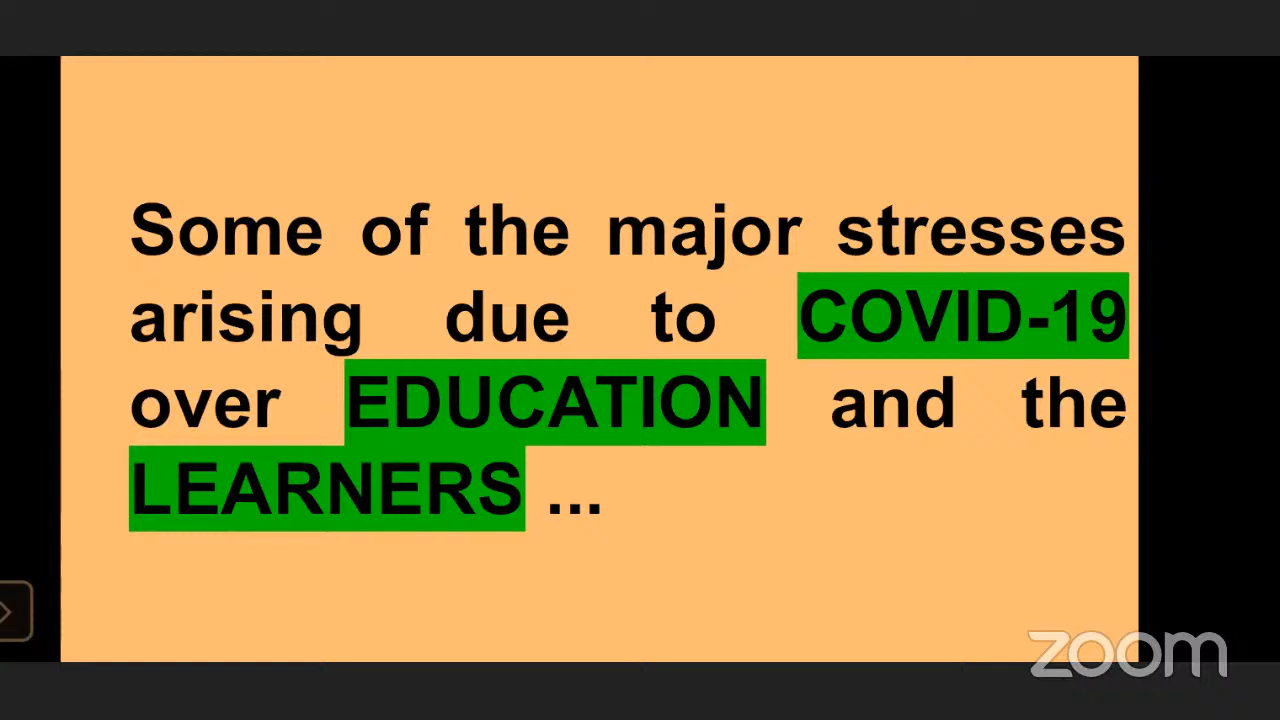 Some of the major stresses
arising due to COVID-19
over EDUCATION and the
LEARNERS ...
zoom